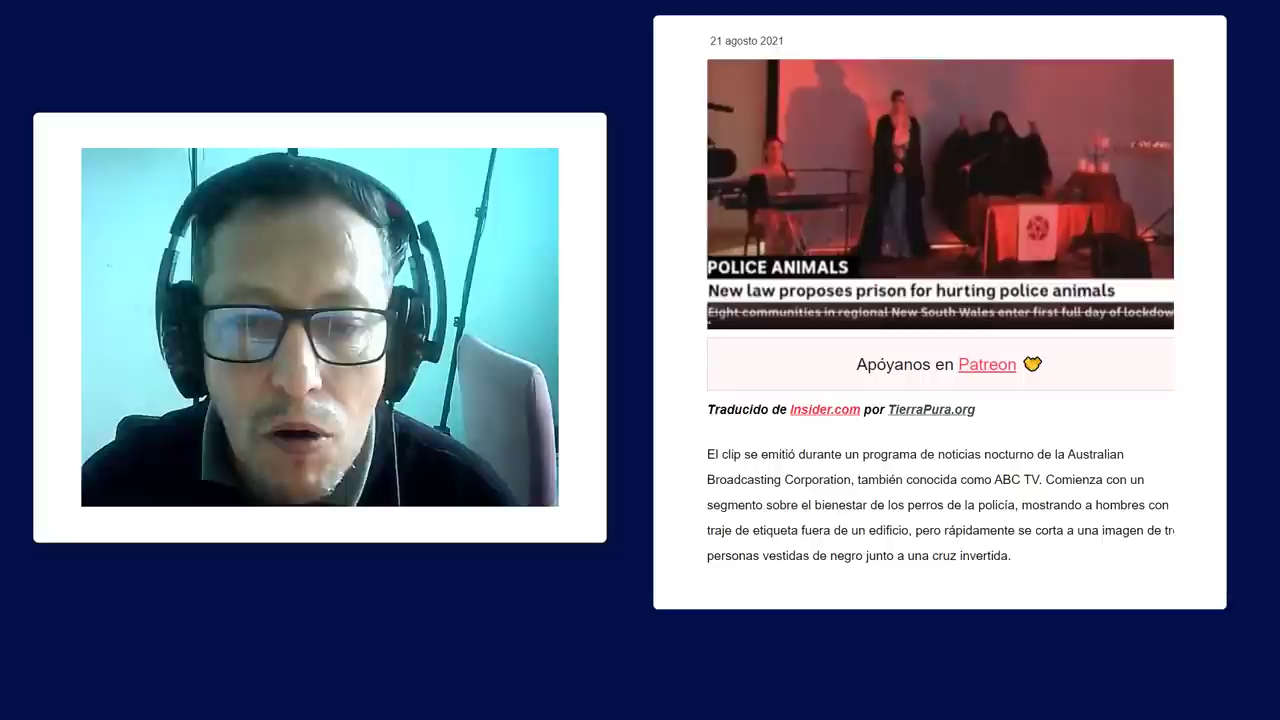 21 agosto 2021
POLICE ANIMALS
New law proposes prison for hurting police animals
Eight communities in regional New South Wales enter first full day of lockdow
Apóyanos en Patreon
Traducido de Insider.com por TierraPura.org
El clip se emitió durante un programa de noticias nocturno de la Australian
Broadcasting Corporation, también conocida como ABC TV. Comienza con un
segmento sobre el bienestar de los perros de la policía, mostrando a hombres con
traje de etiqueta fuera de un edificio, pero rápidamente se corta a una imagen de tr
personas vestidas de negro junto a una cruz invertida.